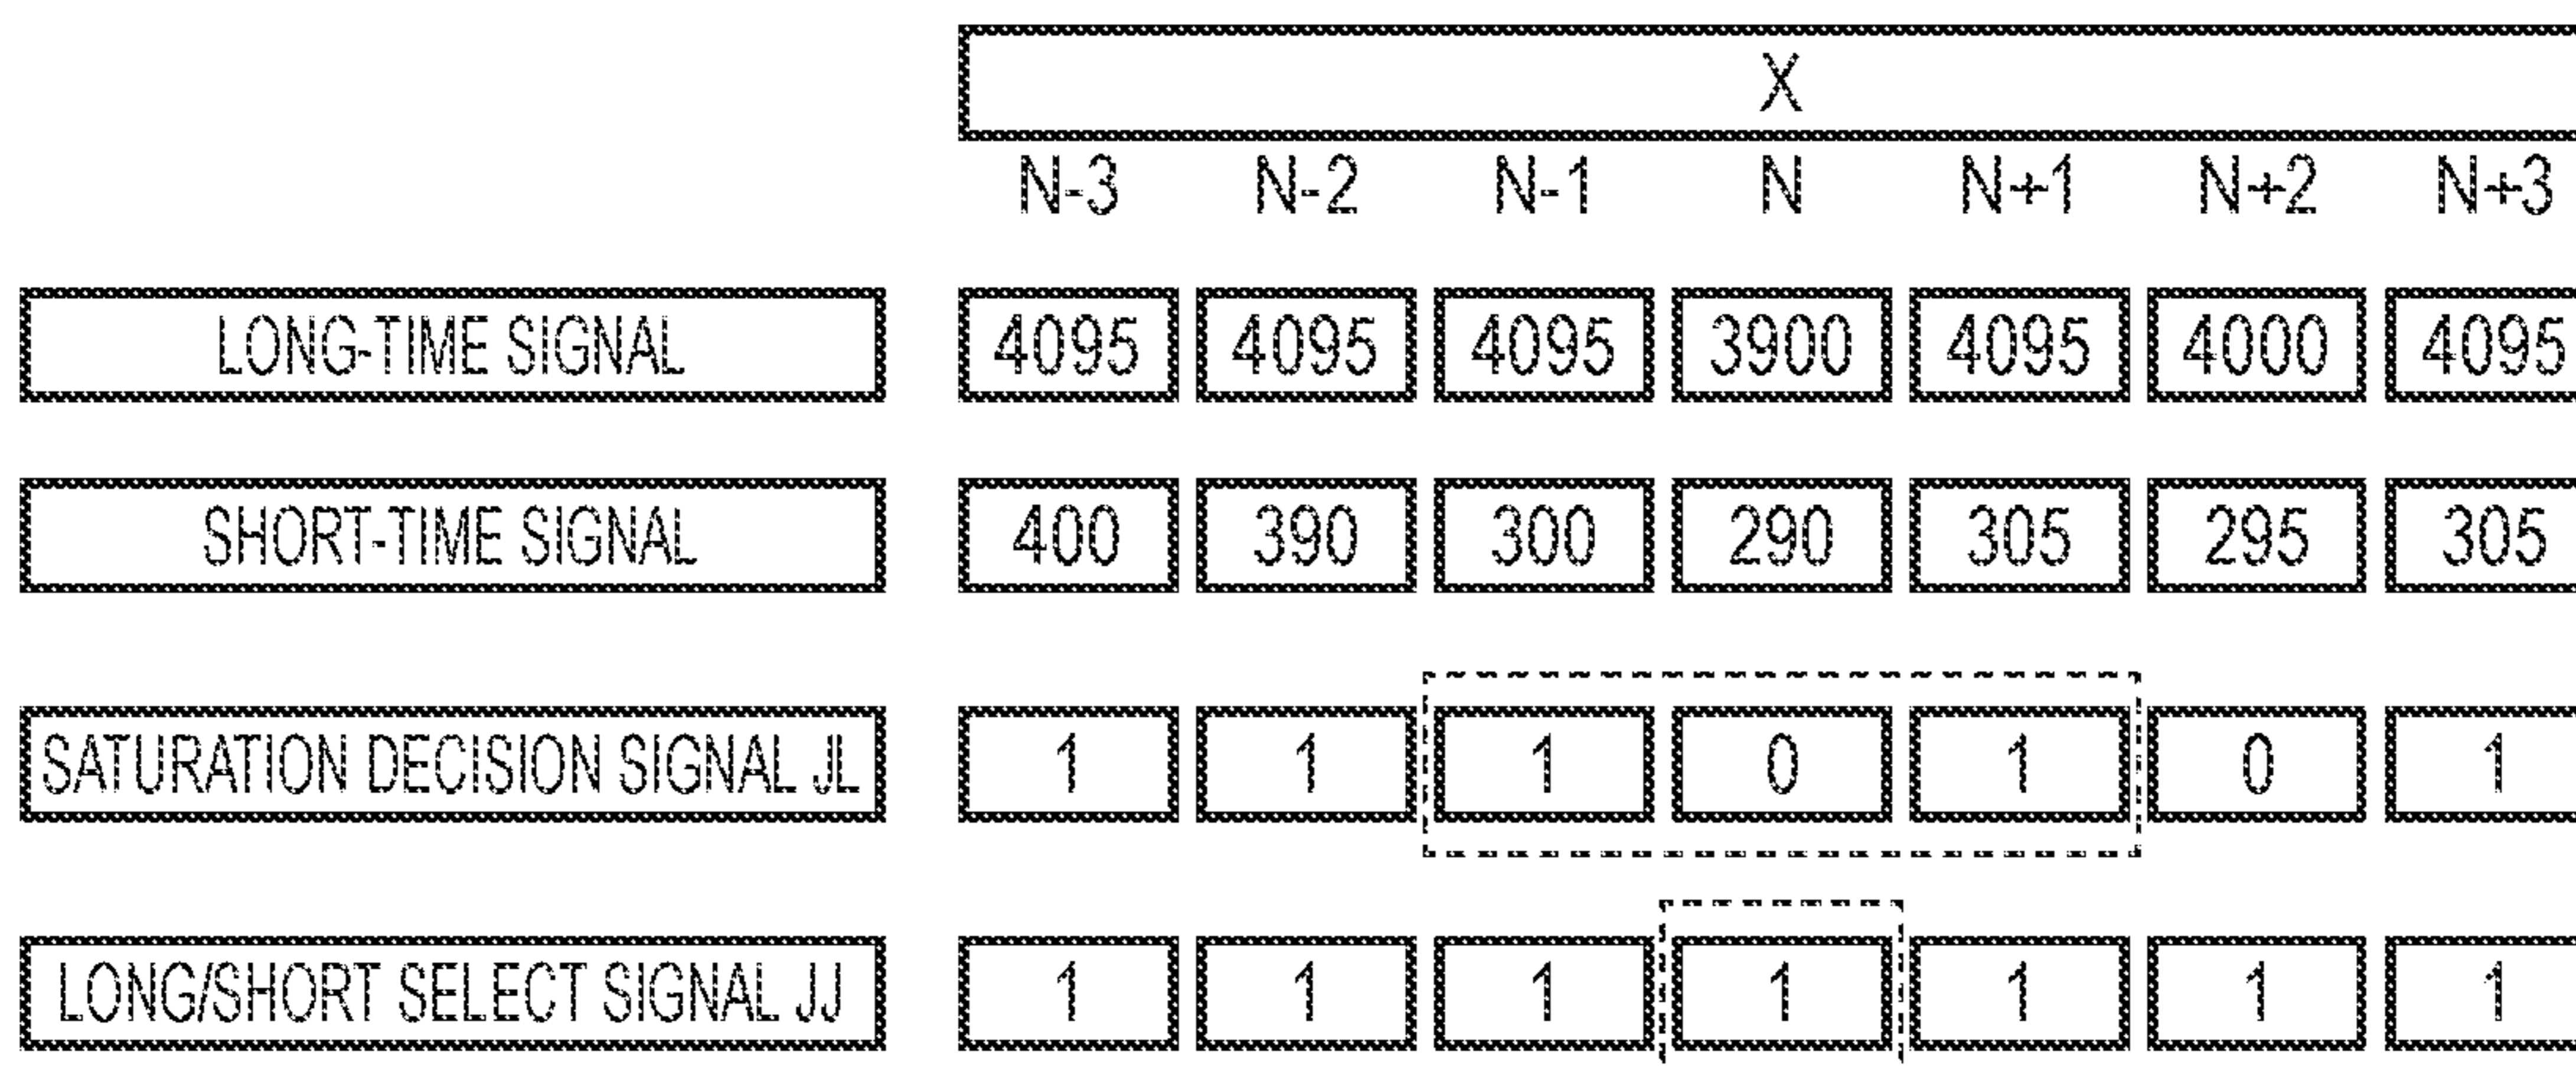 X
N-3 N-2 N-1 N N+1 N+2 N+3
LONG-TIME SIGNAL 4095 4095 4095 3900 4095 4000 4095
SHORT-TIME SIGNAL 400 390 300 290 305 295 305
SATURATION DECISION SIGNAL JL 1 1 1 0 1 0 1
LONG/SHORT SELECT SIGNAL JJ 1 1 1 1 1 1 1